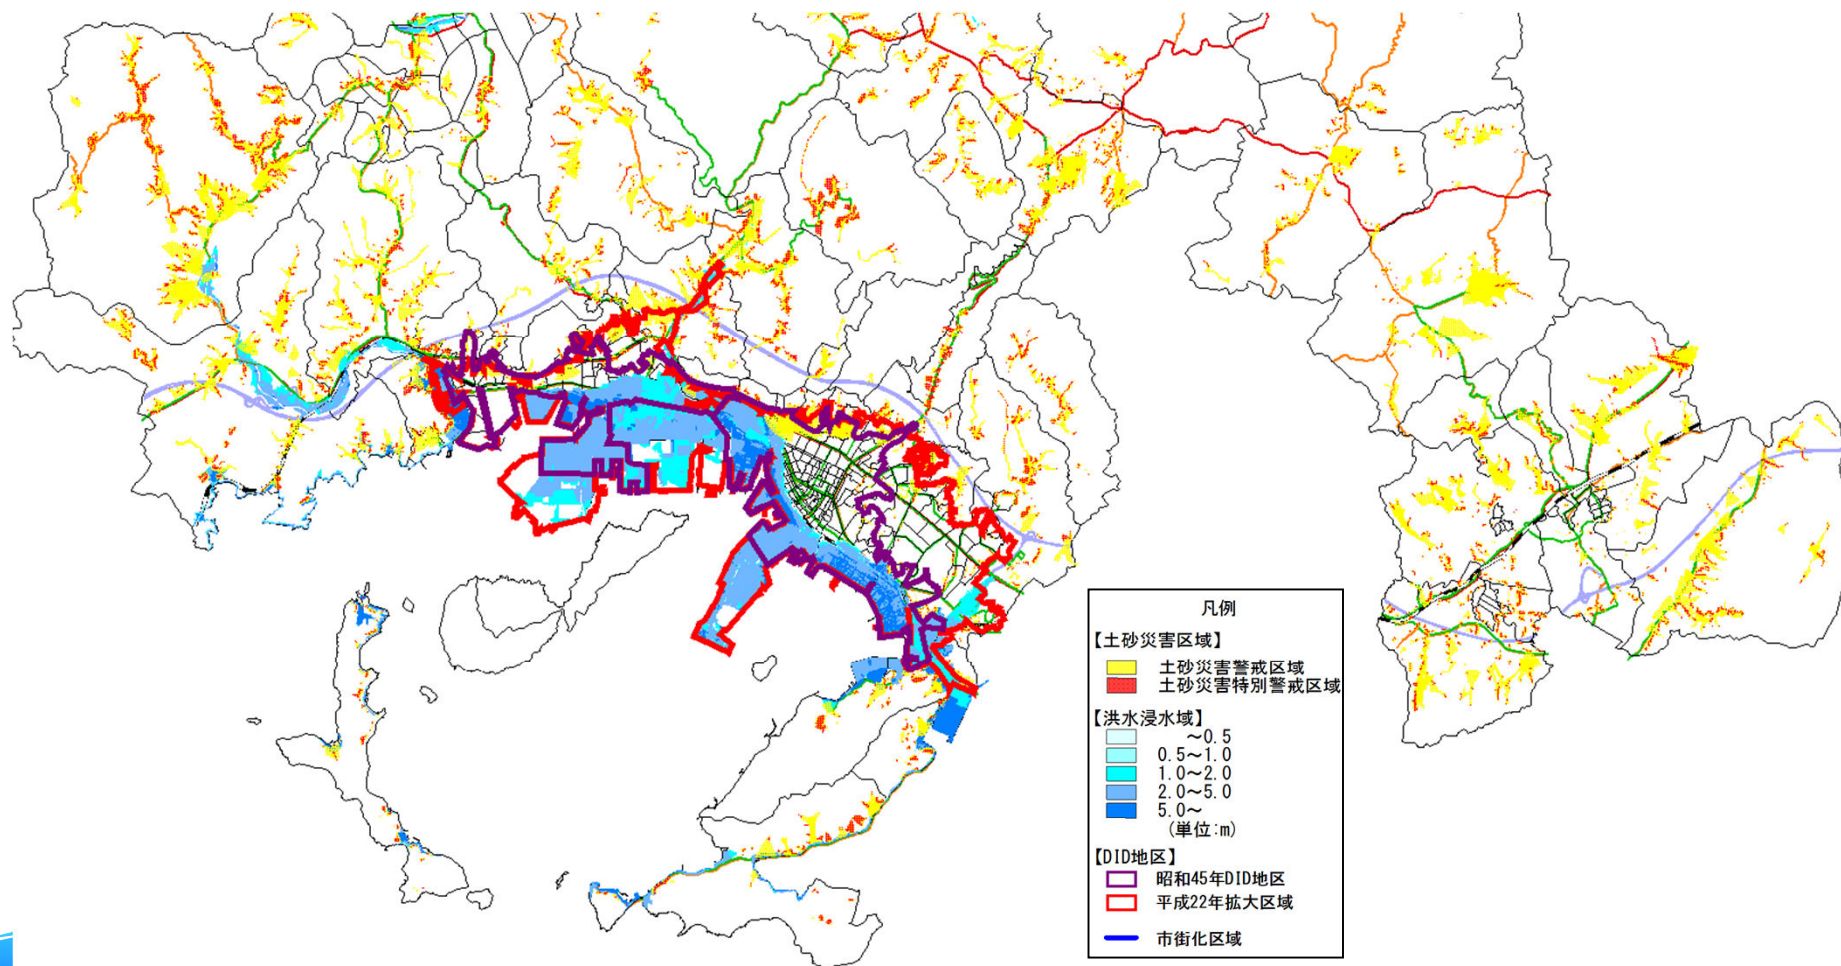 凡例
【土砂災害区域】
土砂災害警戒区域
土砂災害特別警戒区域
【洪水浸水域】
～0.5
0.5～1.0
1.0～2.0
2.0～5.0
5.0～
(単位:m)
【DID地区】
昭和45年DID地区
平成22年拡大区域
市街化区域